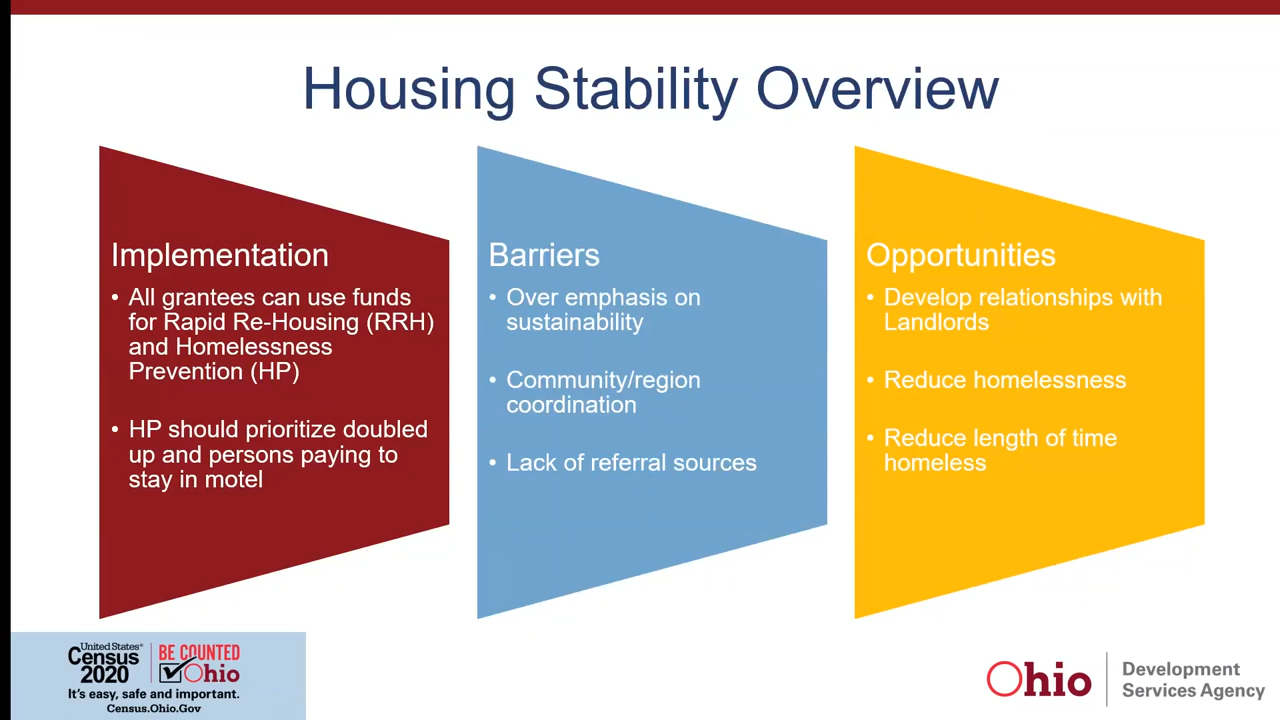 Housing Stability Overview
Implementation
• All grantees can use funds
for Rapid Re-Housing (RRH)
and Homelessness
Prevention (HP)
• HP should prioritize doubled
up and persons paying to
stay in motel
Barriers
• Over emphasis on
sustainability
• Community/region
coordination
• Lack of referral sources
Opportunities
• Develop relationships with
Landlords
• Reduce homelessness
• Reduce length of time
homeless
United States®
Census
2020
BE COUNTED
Ohio
It's easy, safe and important.
Census.Ohio.Gov
Ohio
Development
Services Agency